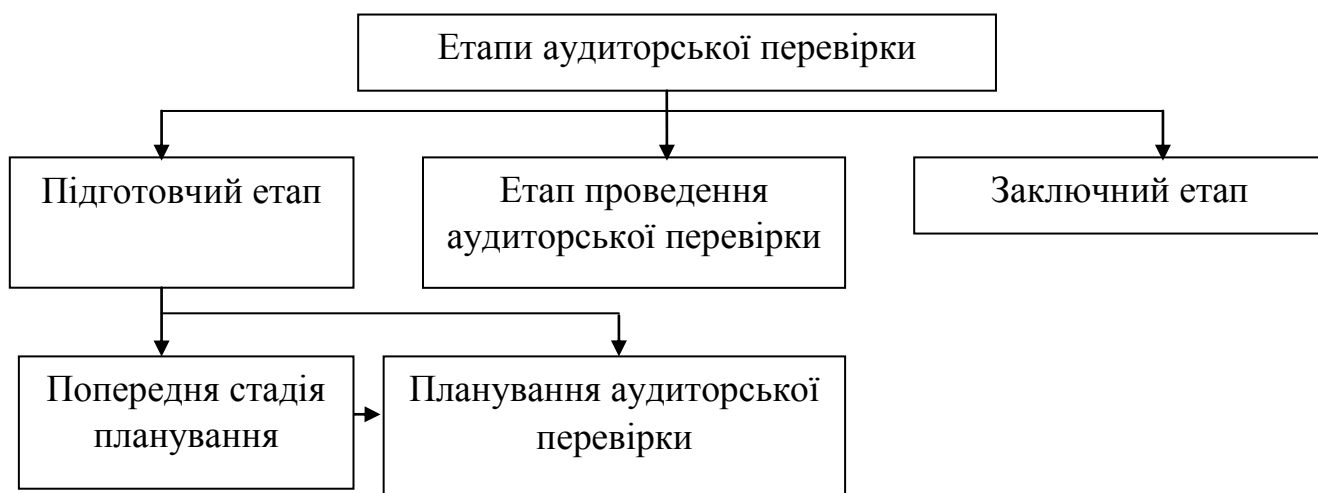 Етапи аудиторської перевірки
Підготовчий етап
Етап проведення
аудиторської перевірки
Заключний етап
Попередня стадія
планування
Планування аудиторської
перевірки